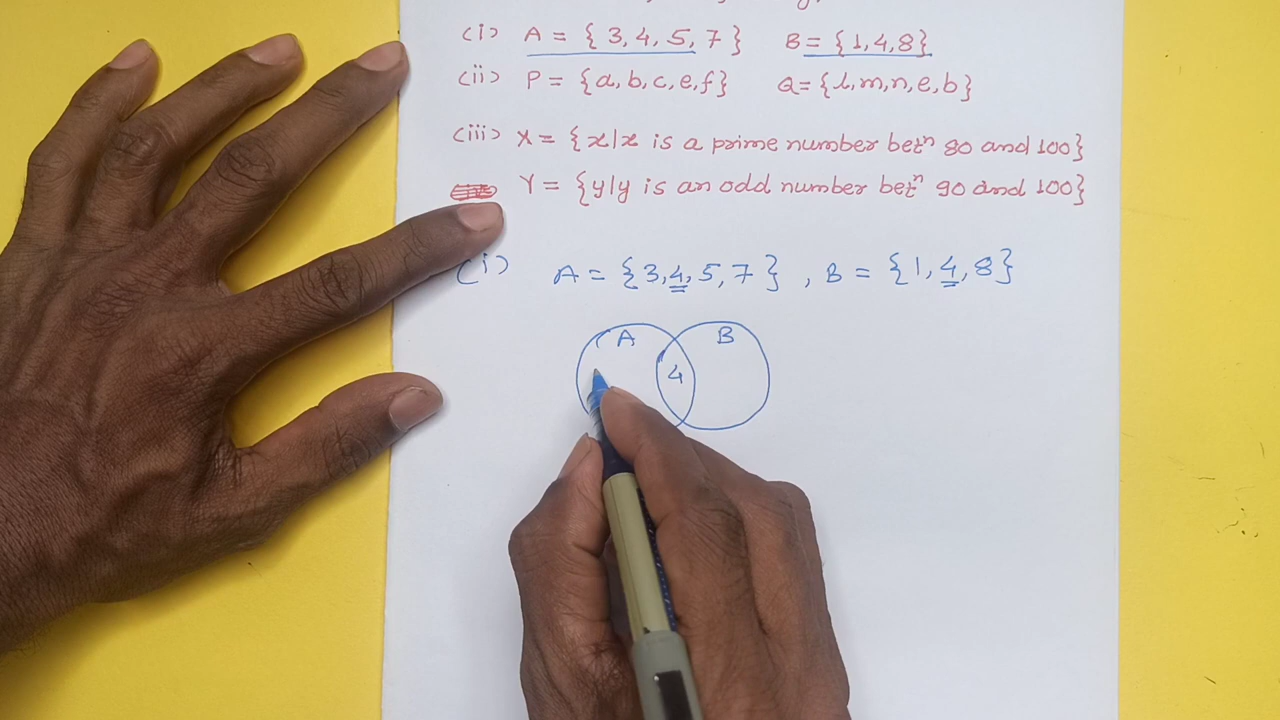 (i) A = { 3, 4, 5, 7 } B = { 1, 4, 8 }
(ii) P = {a, b, c, e, f} Q = {l, m, n, e, b}
(iii) X = {x|x is a prime number betⁿ 80 and 100}
Y = {y|y is an odd number betⁿ 90 and 100}
(i) A = {3, 4, 5, 7 } , B = {1, 4, 8}
A B
4